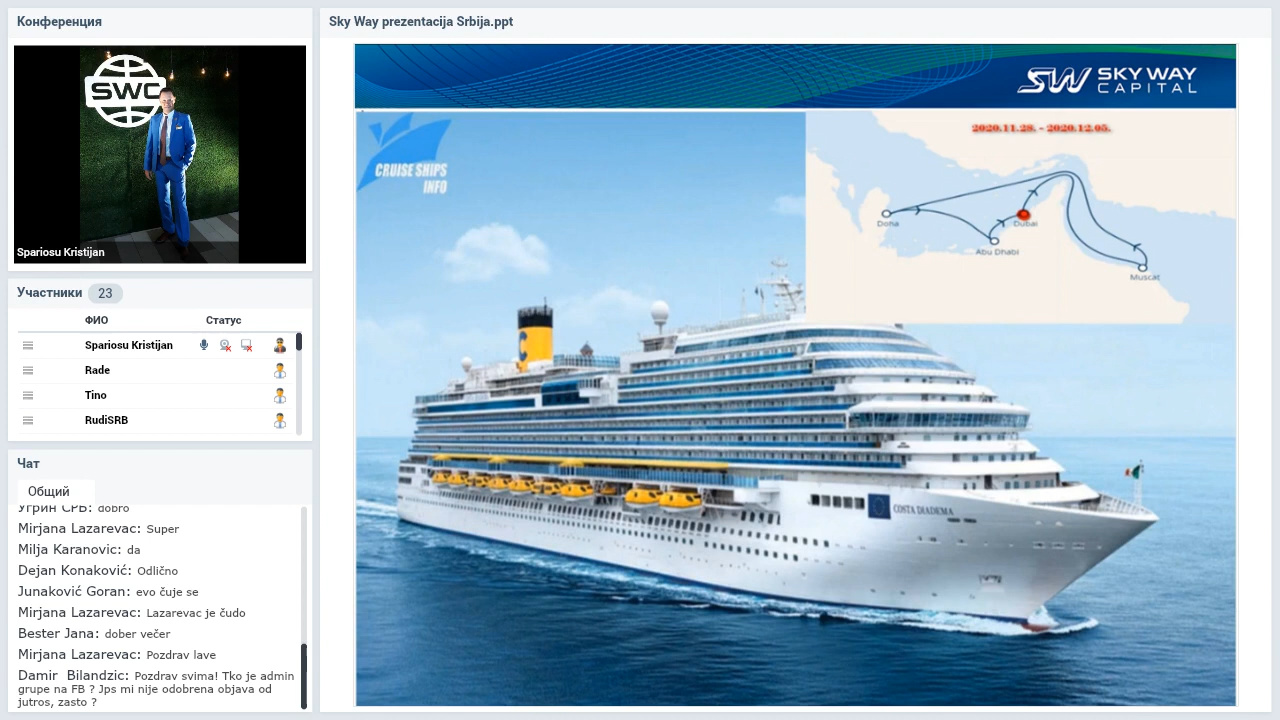 Конференция
SWC
Spariosu Kristijan
Участники 23
ФИО Статус
Spariosu Kristijan
Rade
Tino
RudiSRB
Чат
Общий
Угрин СРБ: dobro
Mirjana Lazarevac: Super
Milja Karanovic: da
Dejan Konaković: Odlično
Junaković Goran: evo čuje se
Mirjana Lazarevac: Lazarevac je čudo
Bester Jana: dober večer
Mirjana Lazarevac: Pozdrav lave
Damir Bilandzic: Pozdrav svima! Tko je admin
grupe na FB ? Jps mi nije odobrena objava od
jutros, zasto ?
Sky Way prezentacija Srbija.ppt
SW SKY WAY
CAPITAL
CRUISE SHIPS
INFO
2020.11.28. - 2020.12.05.
Doha
Dubai
Abu Dhabi
Muscat
COSTA DIADEMA